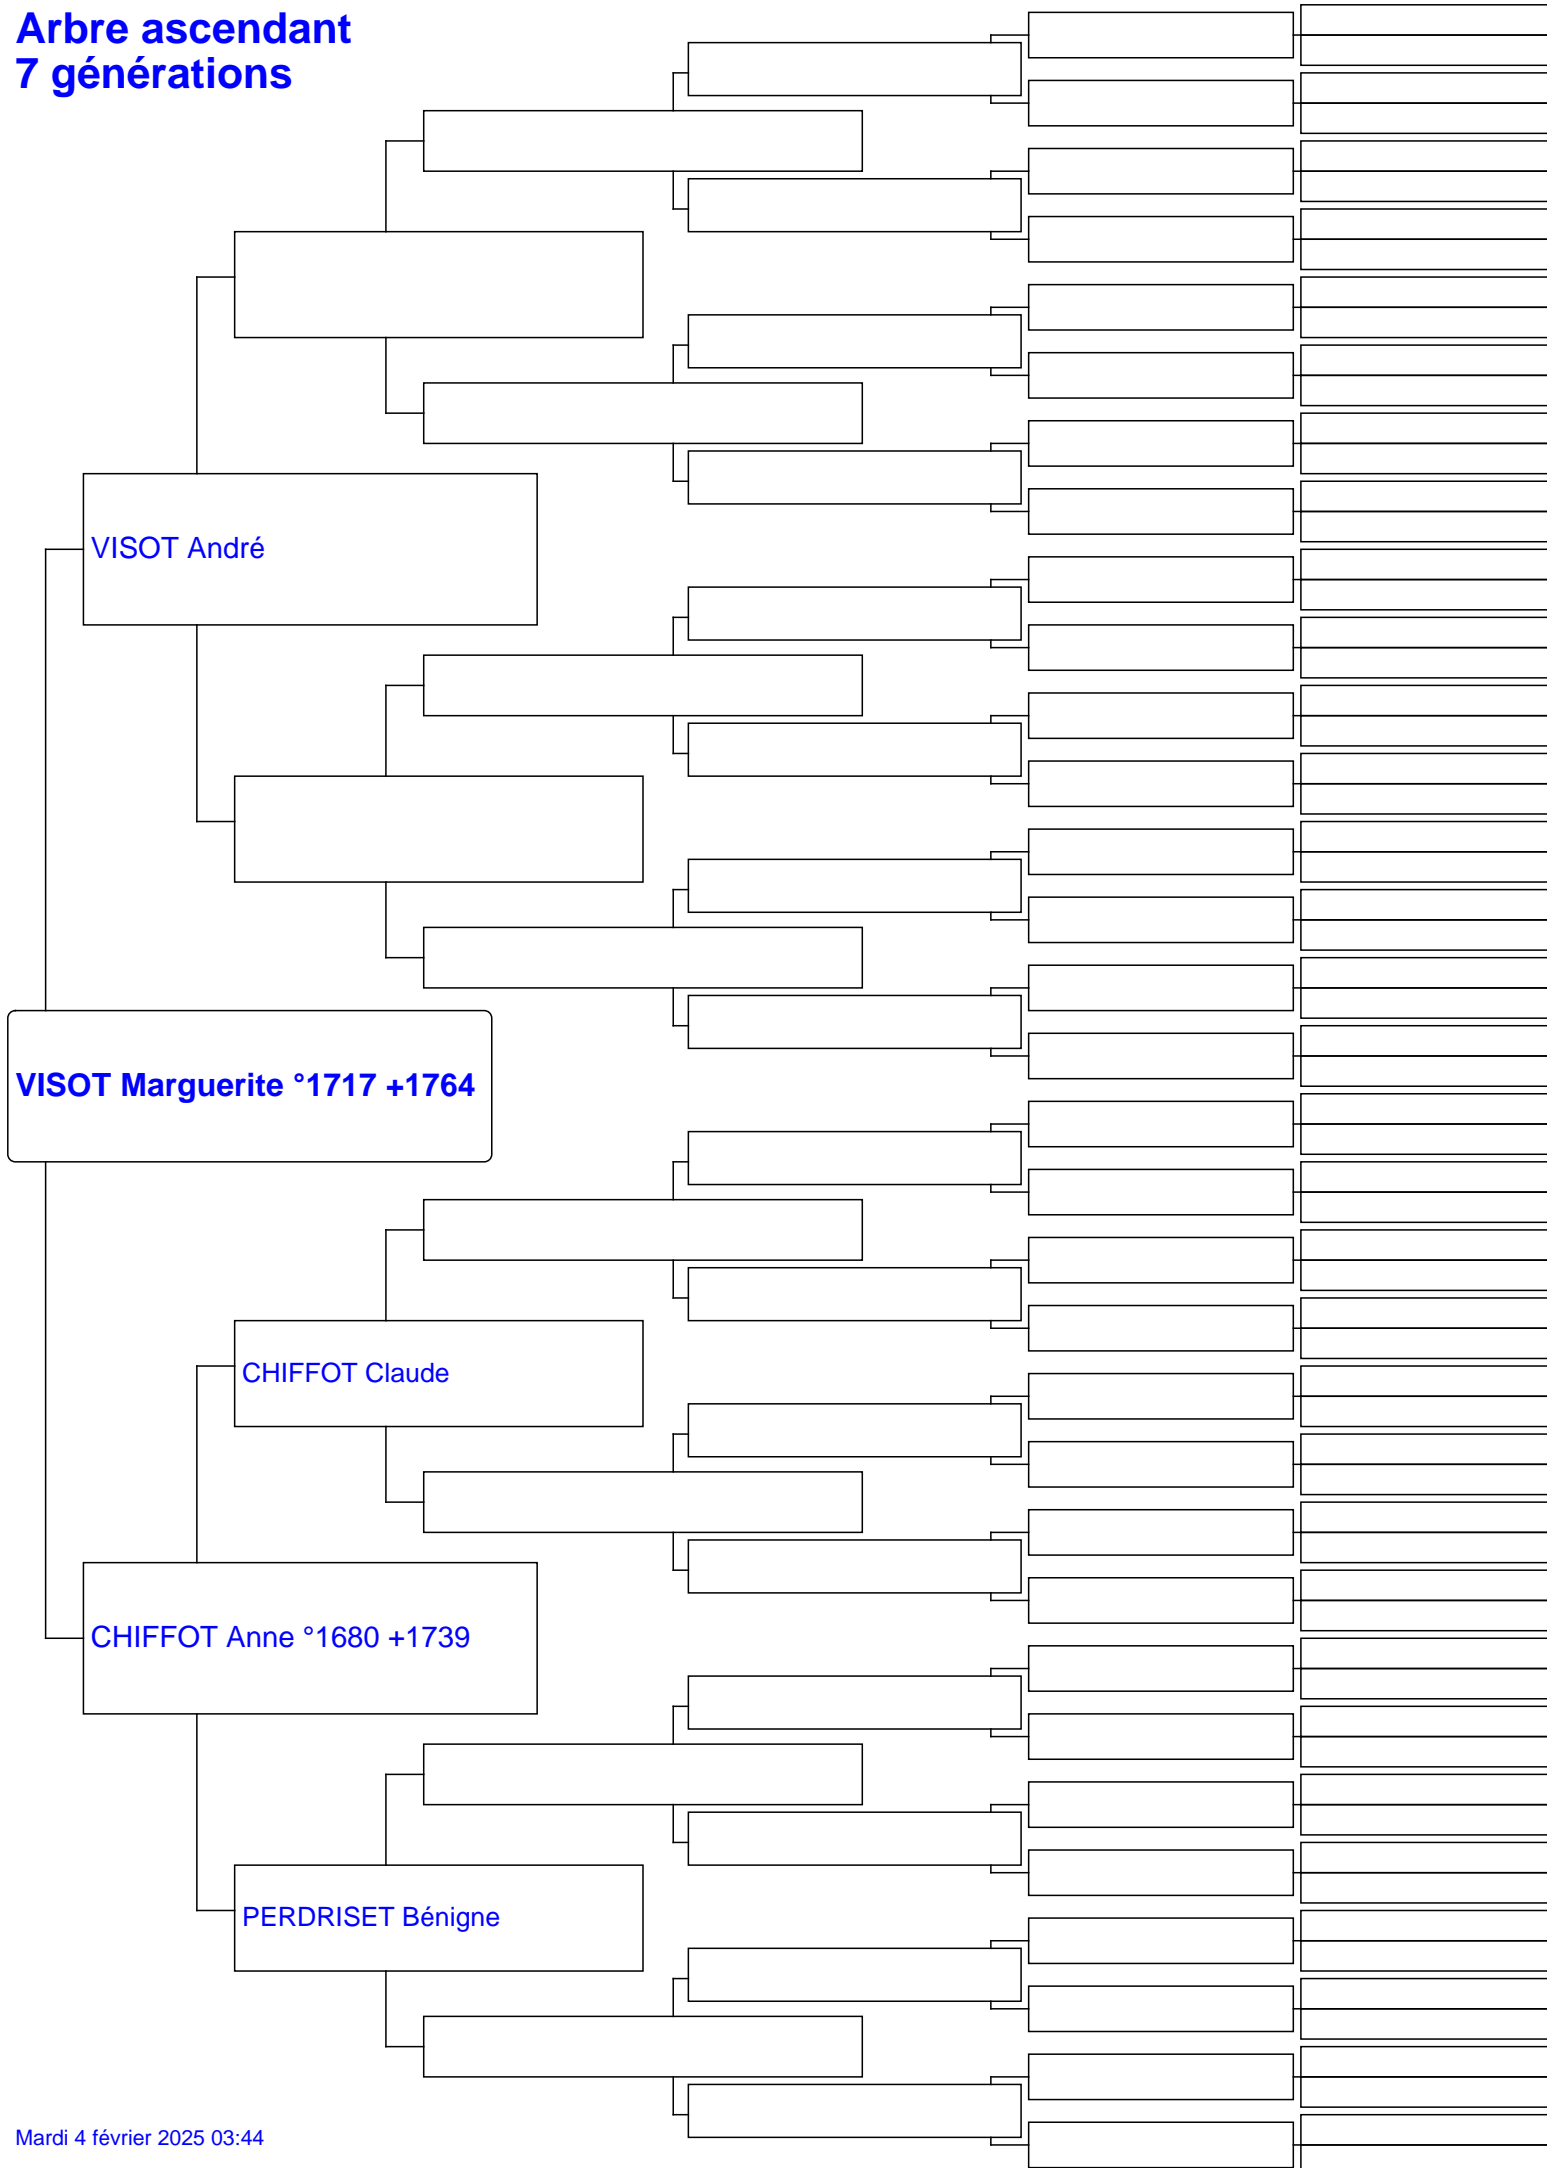 Arbre ascendant
7 générations
VISOT André
VISOT Marguerite °1717 +1764
CHIFFOT Claude
CHIFFOT Anne °1680 +1739
PERDRISET Bénigne
Mardi 4 février 2025 03:44